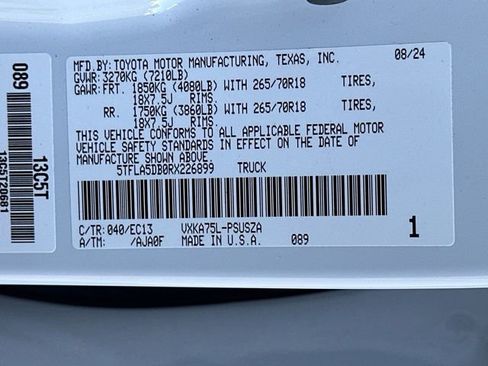 MFD.BY: TOYOTA MOTOR MANUFACTURING, TEXAS, INC. 08/24
GVWR: 3270KG (7210LB)
GAWR: FRT. 1850KG (4080LB) WITH 265/70R18 TIRES,
18X7.5J RIMS,
RR. 1750KG (3860LB) WITH 265/70R18 TIRES,
18X7.5J RIMS.
THIS VEHICLE CONFORMS TO ALL APPLICABLE FEDERAL MOTOR
VEHICLE SAFETY STANDARDS IN EFFECT ON THE DATE OF
MANUFACTURE SHOWN ABOVE.
5TFLA5DB0RX226899 TRUCK
C/TR: 040/EC13 VXKA75L-PSUSZA
A/TM: /AJA0F MADE IN U.S.A. 089
1
089
13C5T
13C5T20681